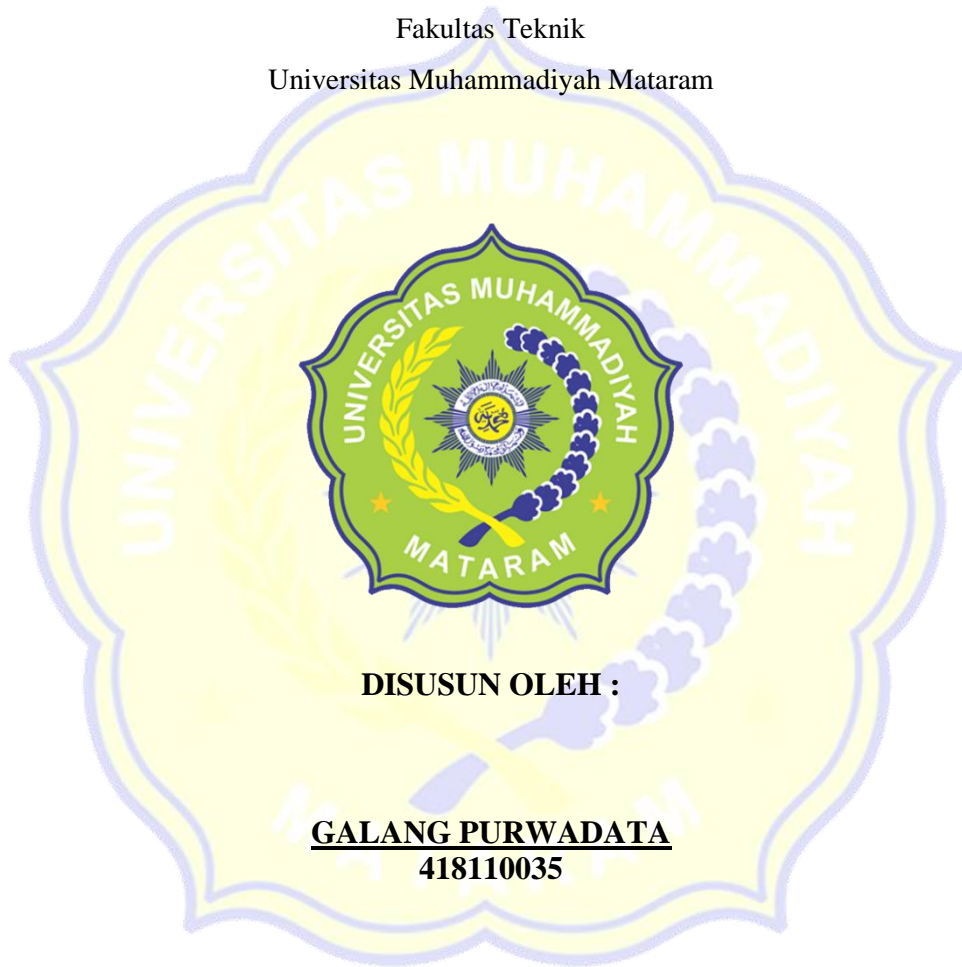 Fakultas Teknik
Universitas Muhammadiyah Mataram
UNIVERSITAS MUHAMMADIYAH
MATARAM
DISUSUN OLEH :
GALANG PURWADATA
418110035